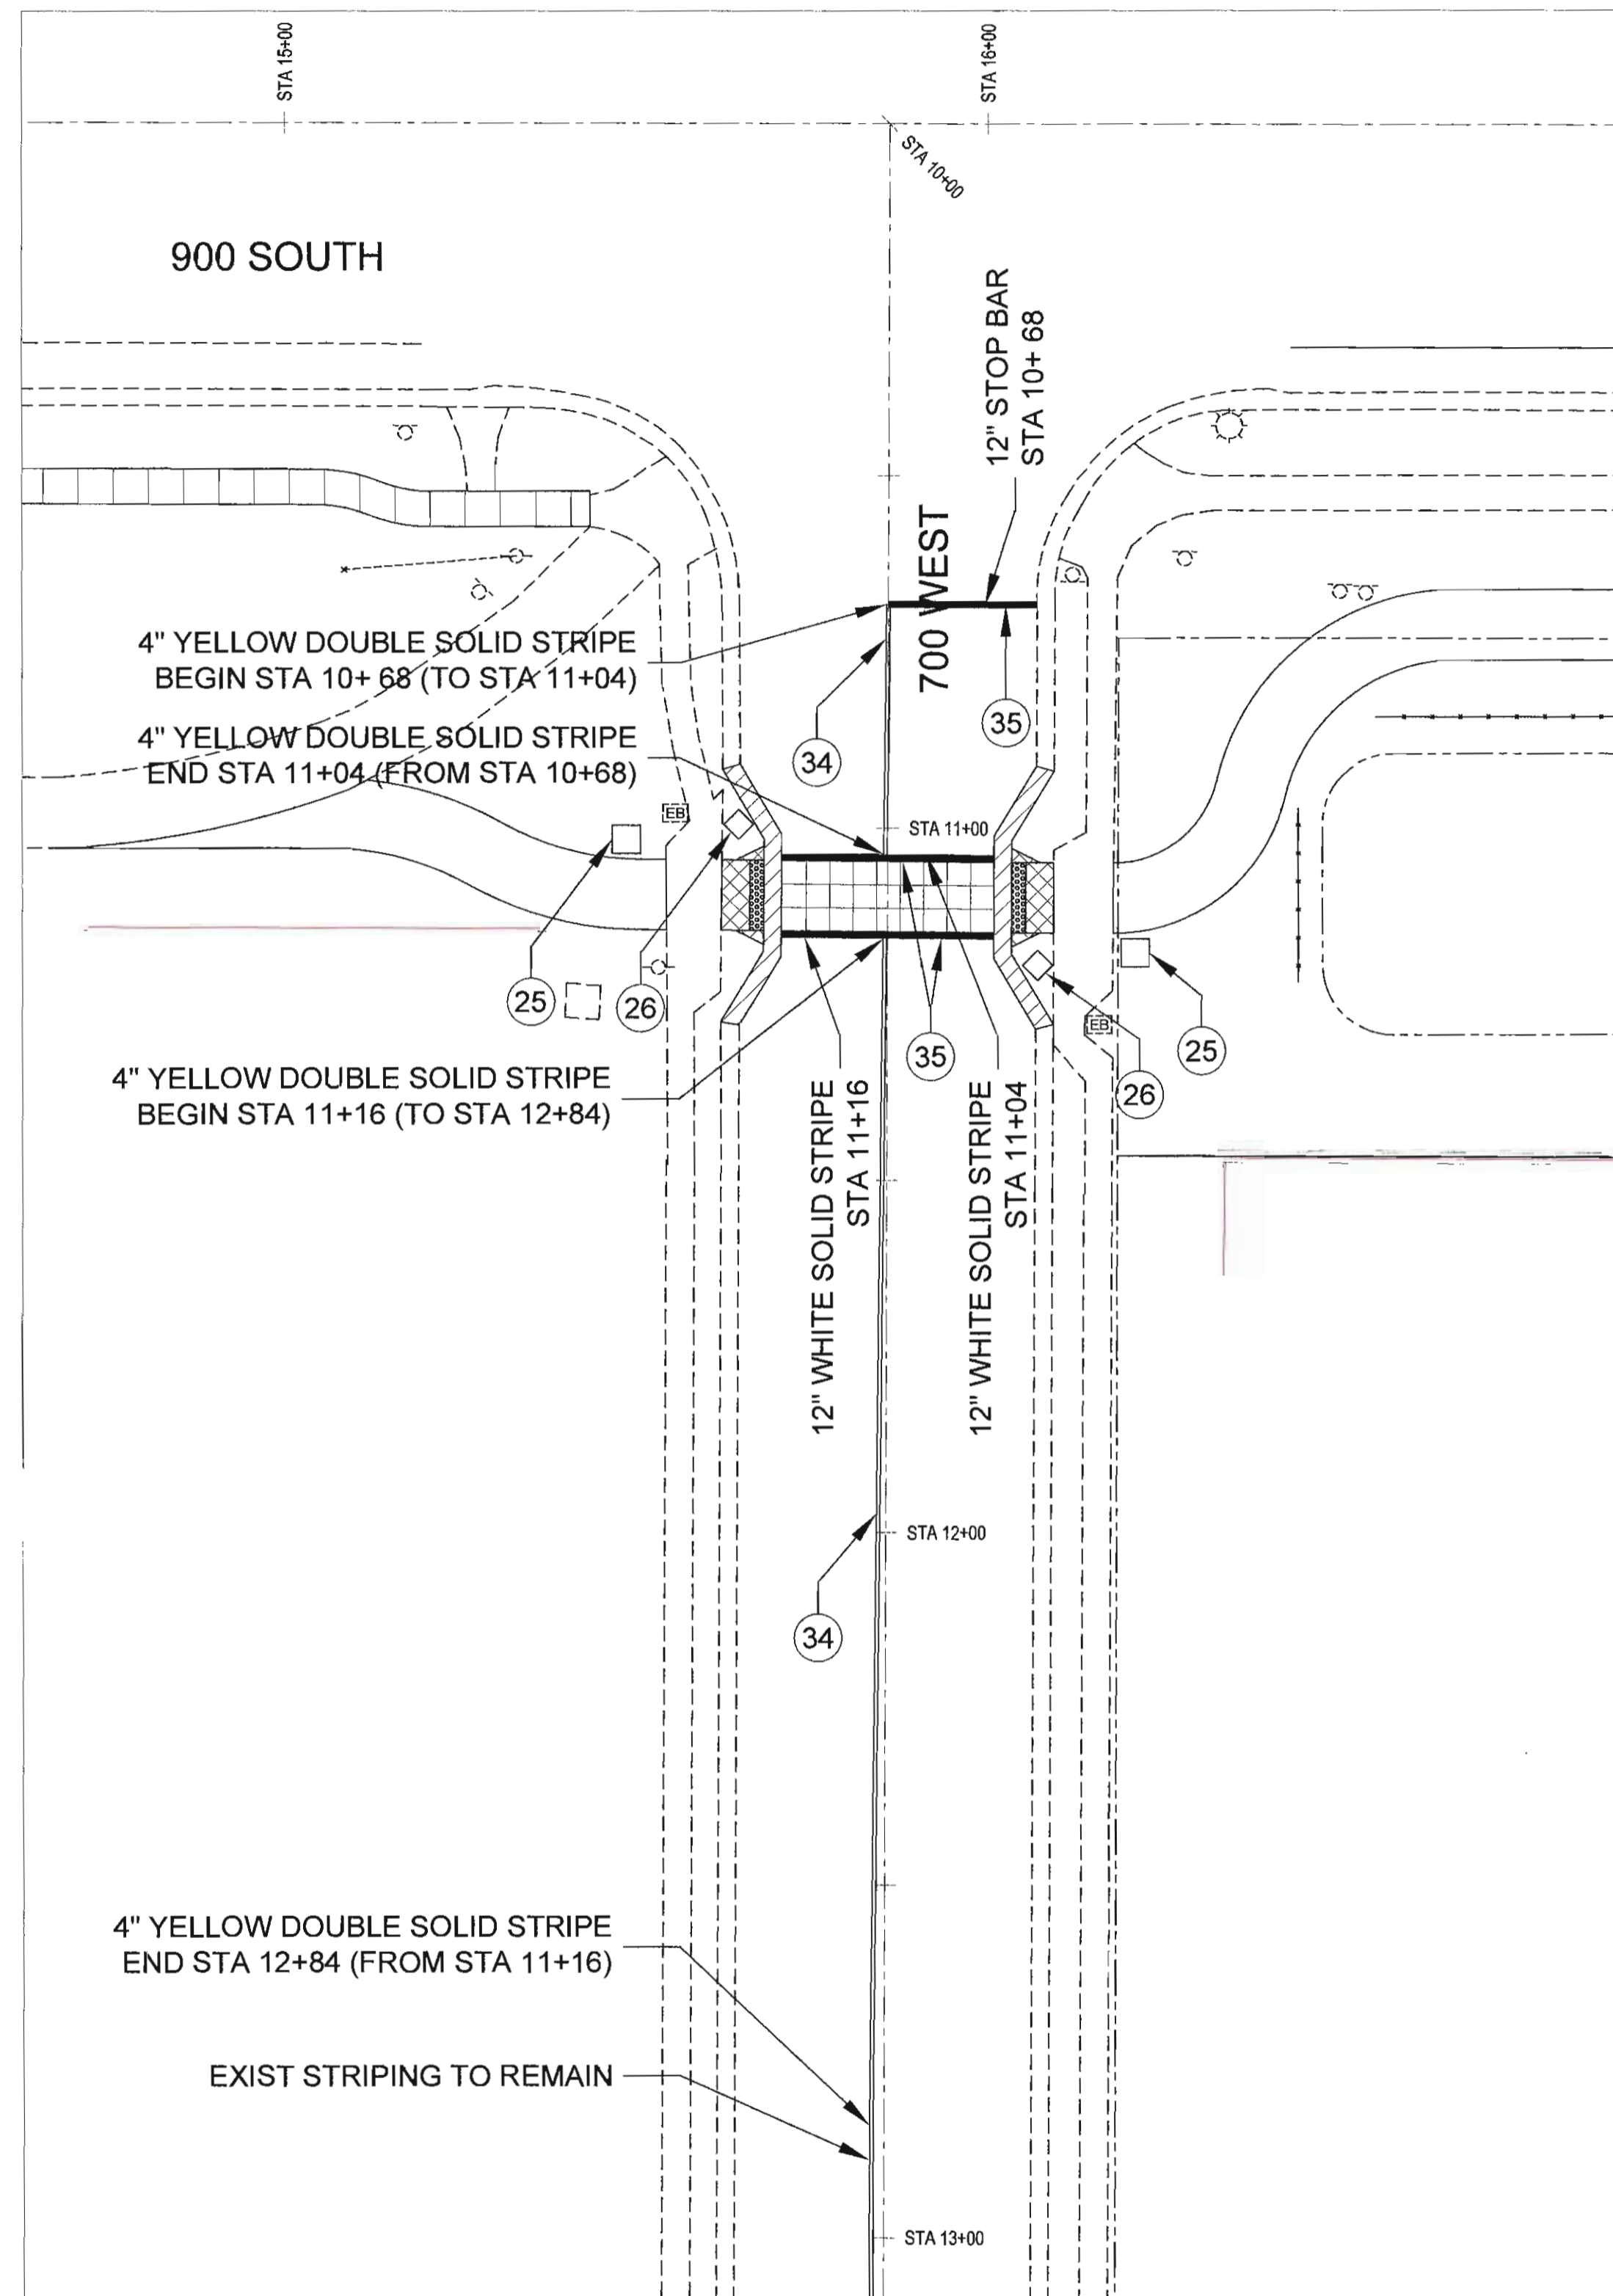 STA 15+00
STA 16+00
STA 10+00
900 SOUTH
12" STOP BAR
STA 10+ 68
700 WEST
4" YELLOW DOUBLE SOLID STRIPE
BEGIN STA 10+ 68 (TO STA 11+04)
35
34
4" YELLOW DOUBLE SOLID STRIPE
END STA 11+04 (FROM STA 10+68)
EB
STA 11+00
25
26
35
EB
25
26
4" YELLOW DOUBLE SOLID STRIPE
BEGIN STA 11+16 (TO STA 12+84)
12" WHITE SOLID STRIPE
STA 11+16
12" WHITE SOLID STRIPE
STA 11+04
STA 12+00
34
4" YELLOW DOUBLE SOLID STRIPE
END STA 12+84 (FROM STA 11+16)
EXIST STRIPING TO REMAIN
STA 13+00